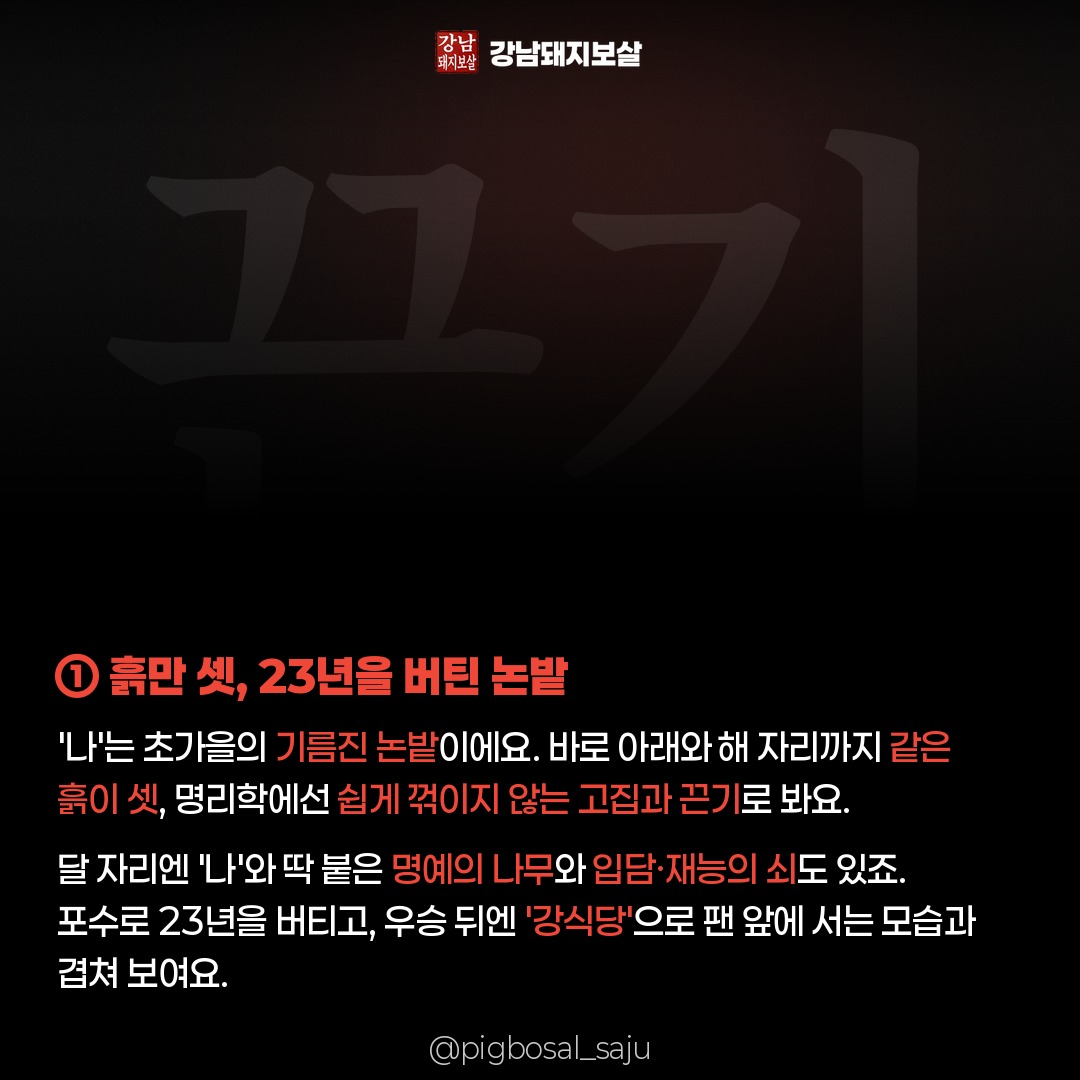 강남
돼지보살
강남돼지보살
끈기
① 흙만 셋, 23년을 버틴 논밭
'나'는 초가을의 기름진 논밭이에요. 바로 아래와 해 자리까지 같은
흙이 셋, 명리학에선 쉽게 꺾이지 않는 고집과 끈기로 봐요.
달 자리엔 '나'와 딱 붙은 명예의 나무와 입담·재능의 쇠도 있죠.
포수로 23년을 버티고, 우승 뒤엔 '강식당'으로 팬 앞에 서는 모습과
겹쳐 보여요.
@pigbosal_saju